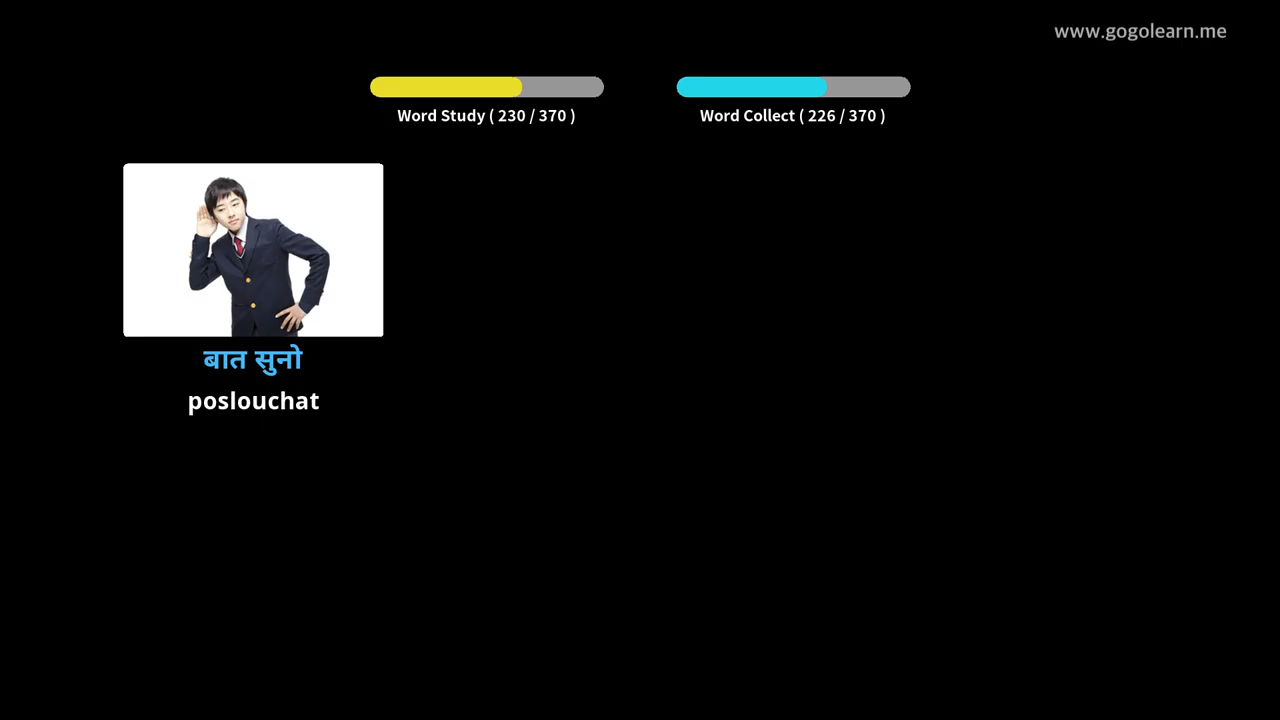 www.gogolearn.me
Word Study ( 230 / 370 )
Word Collect ( 226 / 370 )
बात सुनो
poslouchat